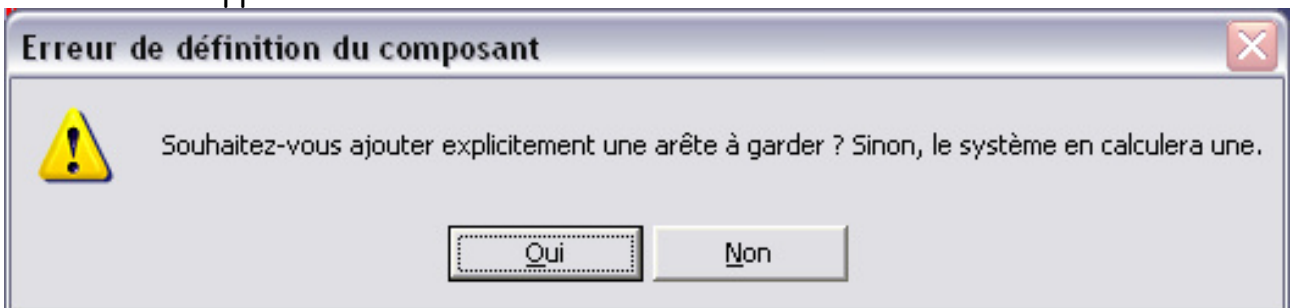 Erreur de définition du composant
Souhaitez-vous ajouter explicitement une arête à garder ? Sinon, le système en calculera une.
Oui
Non